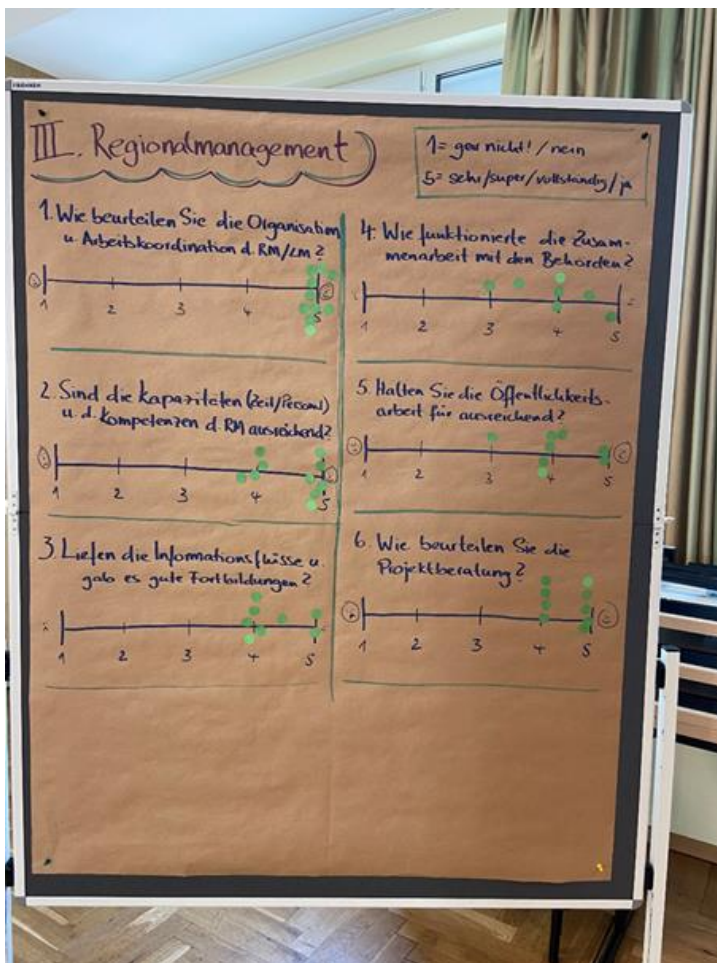 III. Regionalmanagement
1 = gar nicht! / nein
5 = sehr/super/vollständig/ja
1. Wie beurteilen Sie die Organisation
u. Arbeitskoordination d. RM/LM?
1 2 3 4 5
2. Sind die Kapazitäten (Zeit/Personal)
u. d. Kompetenzen d. RM ausreichend?
1 2 3 4 5
3. Liefen die Informationsflüsse u.
gab es gute Fortbildungen?
1 2 3 4 5
4. Wie funktionierte die Zusam-
menarbeit mit den Behörden?
1 2 3 4 5
5. Halten Sie die Öffentlichkeits-
arbeit für ausreichend?
1 2 3 4 5
6. Wie beurteilen Sie die
Projektberatung?
1 2 3 4 5